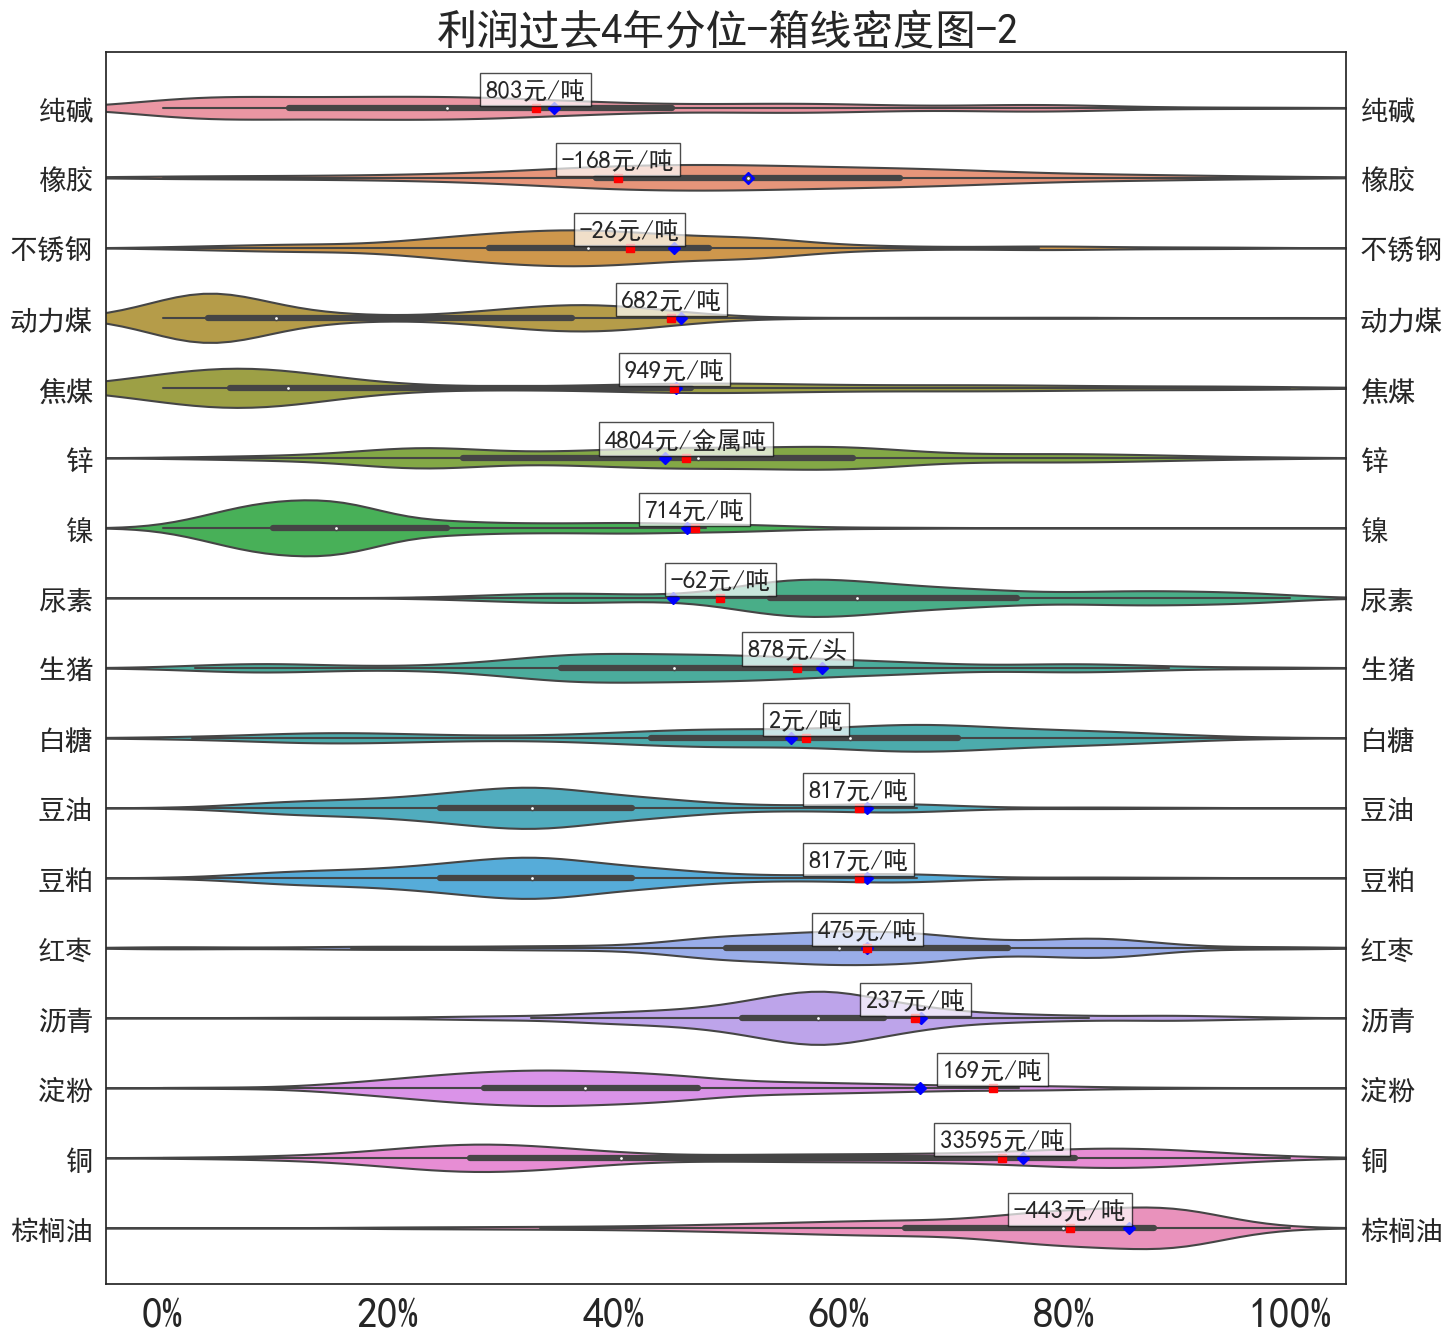 利润过去4年分位-箱线密度图-2
纯碱 803元/吨 纯碱
橡胶 -168元/吨 橡胶
不锈钢 -26元/吨 不锈钢
动力煤 682元/吨 动力煤
焦煤 949元/吨 焦煤
锌 4804元/金属吨 锌
镍 714元/吨 镍
尿素 -62元/吨 尿素
生猪 878元/头 生猪
白糖 2元/吨 白糖
豆油 817元/吨 豆油
豆粕 817元/吨 豆粕
红枣 475元/吨 红枣
沥青 237元/吨 沥青
淀粉 169元/吨 淀粉
铜 33595元/吨 铜
棕榈油 -443元/吨 棕榈油
0% 20% 40% 60% 80% 100%